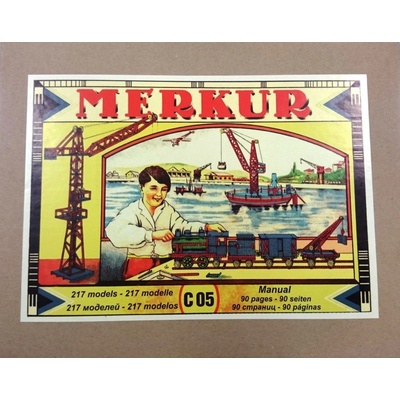 MERKUR
217 models - 217 modelle
217 моделей - 217 modelos
C 05
Manual
90 pages - 90 seiten
90 страниц - 90 páginas